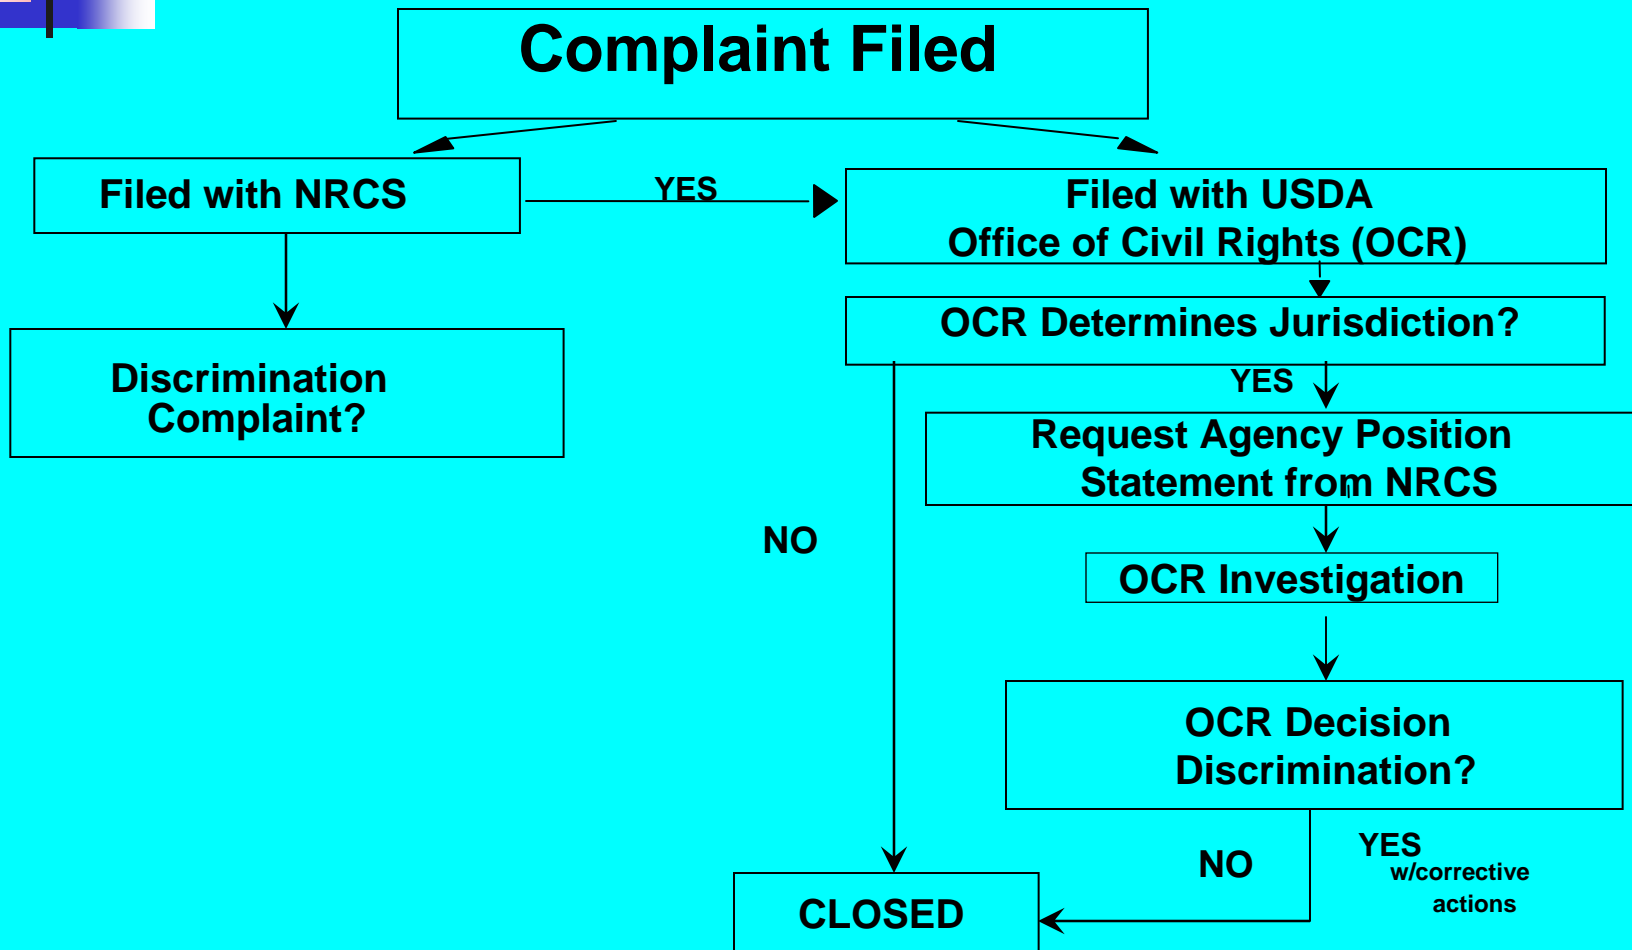 Complaint Filed
Filed with NRCS
YES
Filed with USDA
Office of Civil Rights (OCR)
OCR Determines Jurisdiction?
Discrimination
Complaint?
YES
Request Agency Position
Statement from NRCS
NO
OCR Investigation
OCR Decision
Discrimination?
NO
YES
w/corrective
actions
CLOSED